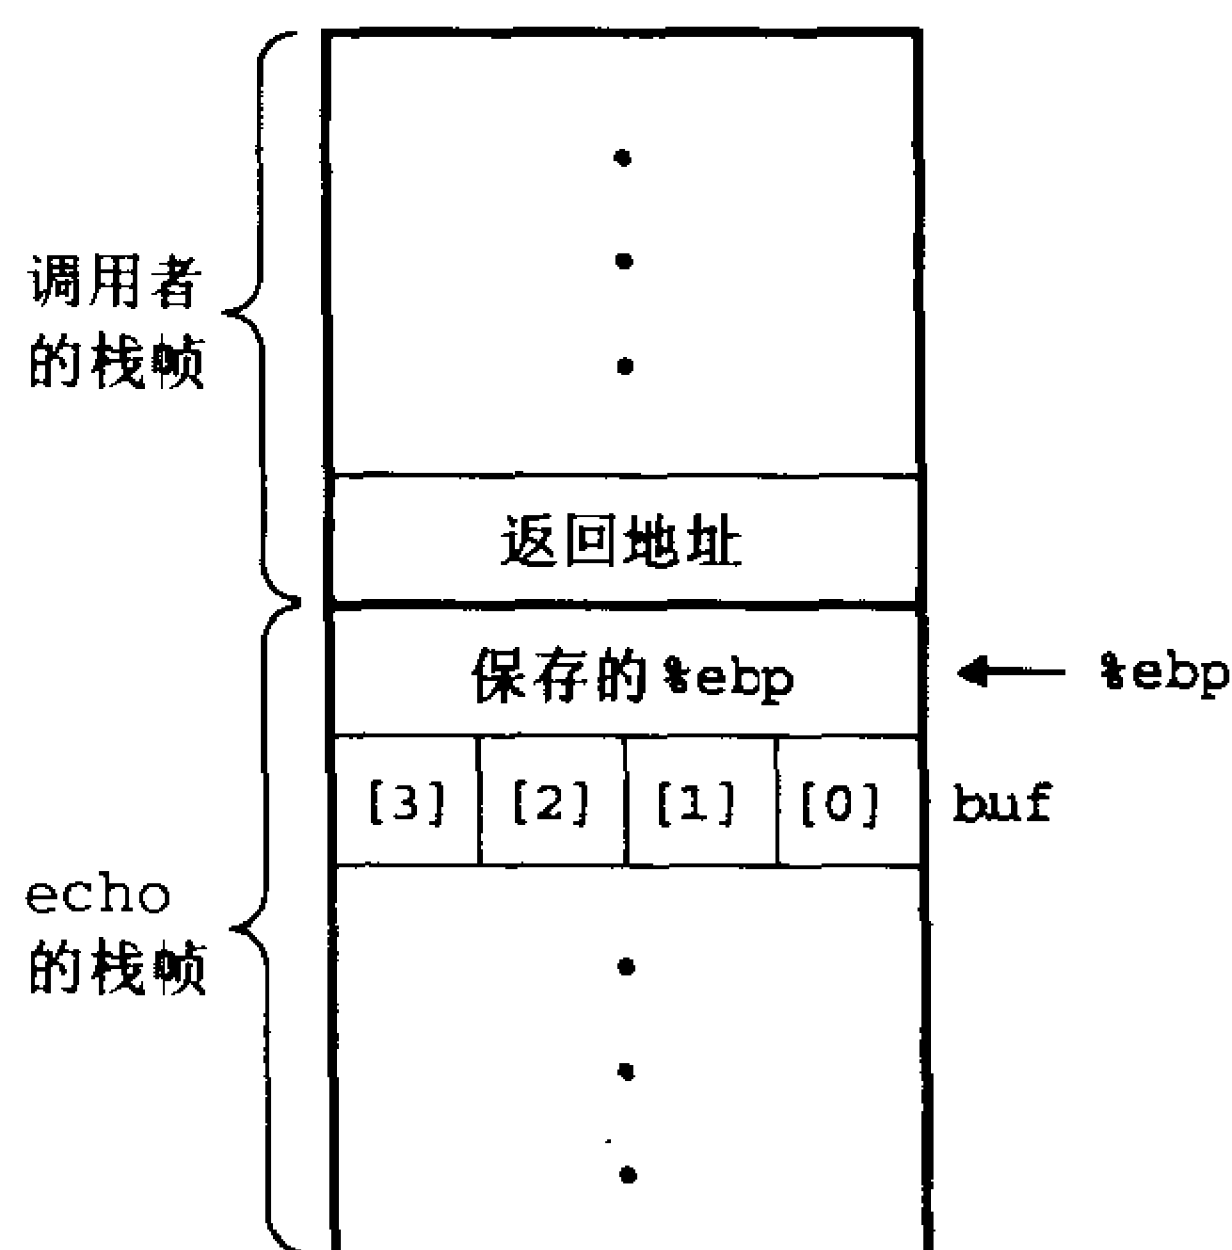 调用者
的栈帧
返回地址
保存的%ebp
%ebp
[3] [2] [1] [0]
buf
echo
的栈帧